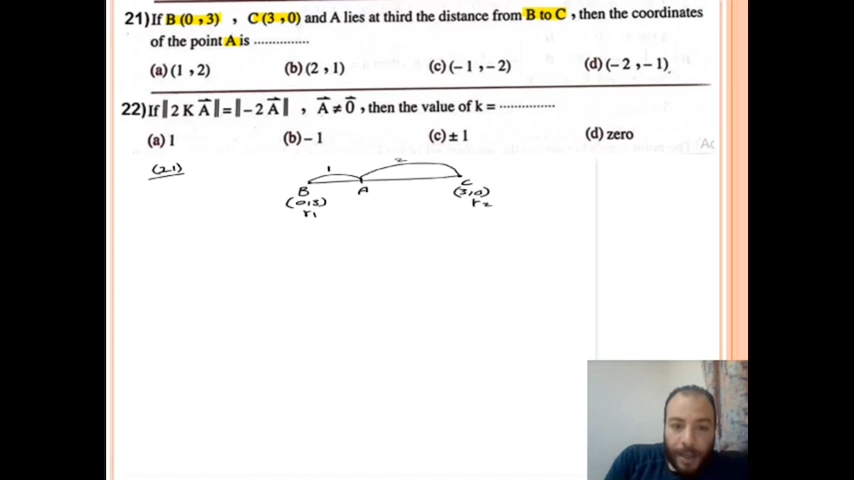 21) If B (0 , 3) , C (3 , 0) and A lies at third the distance from B to C , then the coordinates
of the point A is ...............
(a) (1 , 2) (b) (2 , 1) (c) (– 1 , – 2) (d) (– 2 , – 1).
22) If ‖2 K A⃗‖ = ‖– 2 A⃗‖ , A⃗ ≠ 0⃗ , then the value of k = ...............
(a) 1 (b) – 1 (c) ± 1 (d) zero
Ac
(21)
1 2
B A C
(0,3) (3,0)
r₁ r₂